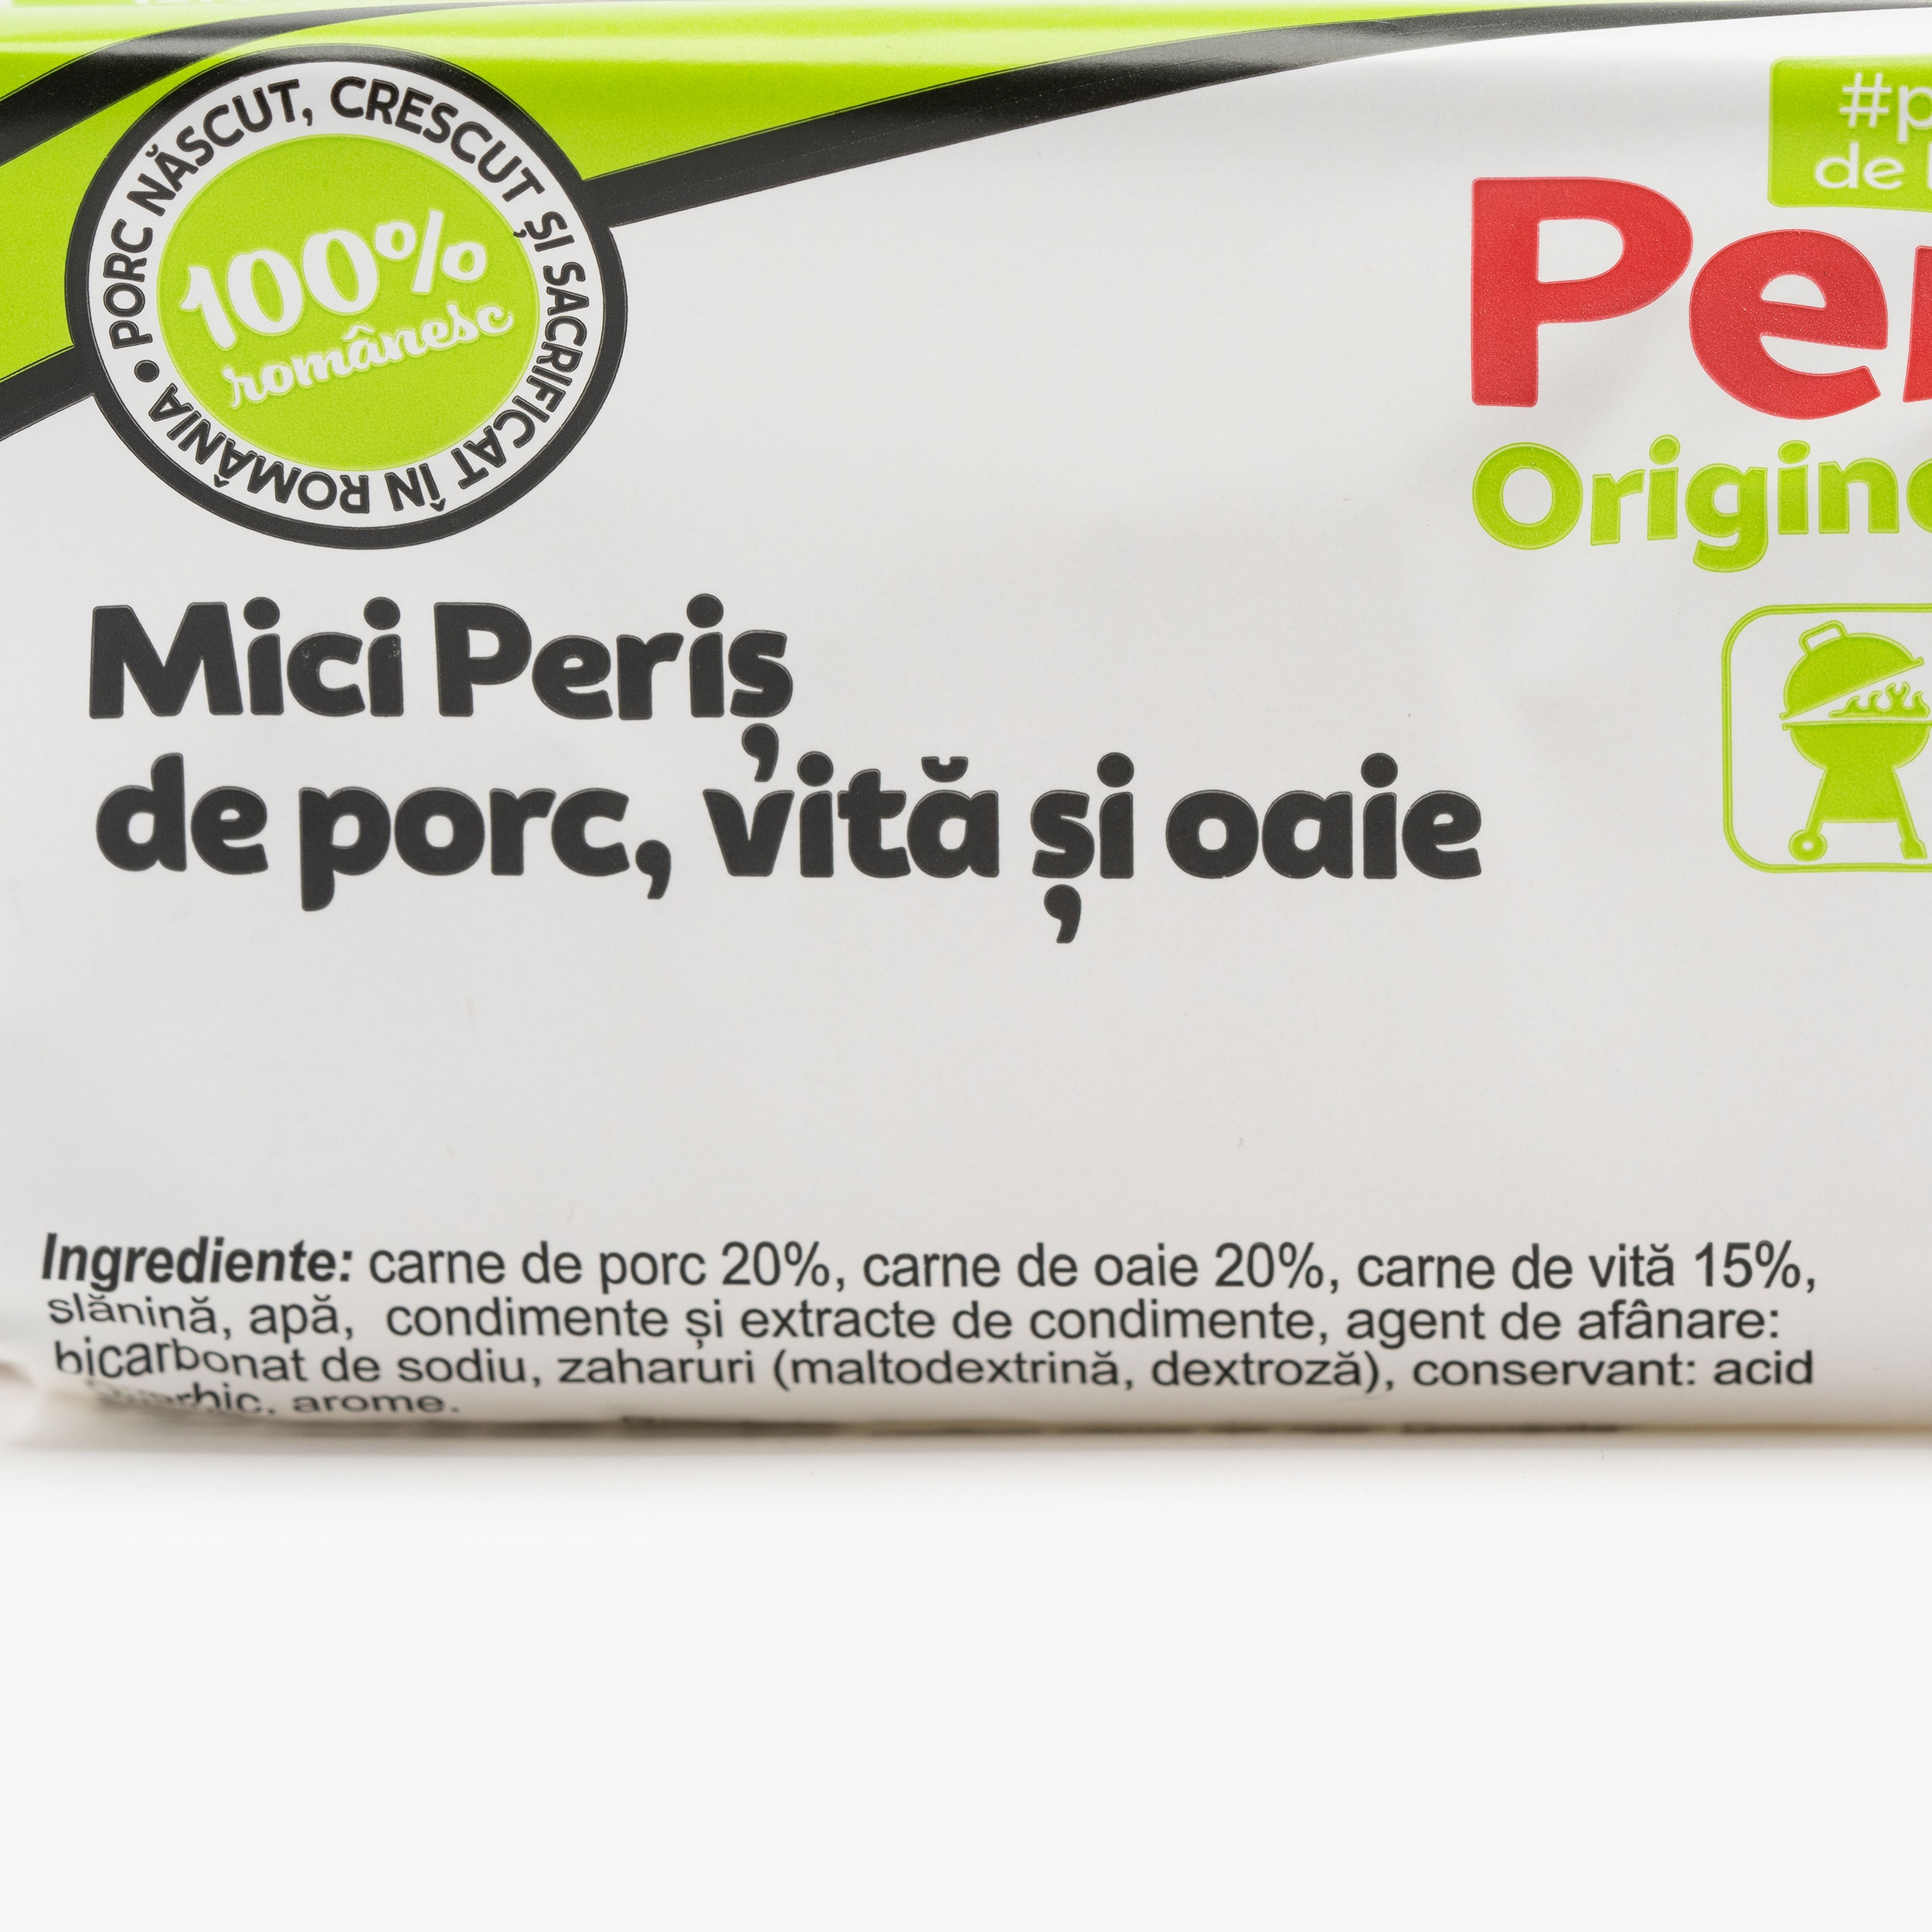 PORC NĂSCUT, CRESCUT ȘI SACRIFICAT ÎN ROMÂNIA •
100%
românesc
#p
de
Per
Origin
Mici Periș
de porc, vită și oaie
Ingrediente: carne de porc 20%, carne de oaie 20%, carne de vită 15%,
slănină, apă, condimente și extracte de condimente, agent de afânare:
bicarbonat de sodiu, zaharuri (maltodextrină, dextroză), conservant: acid
arome.